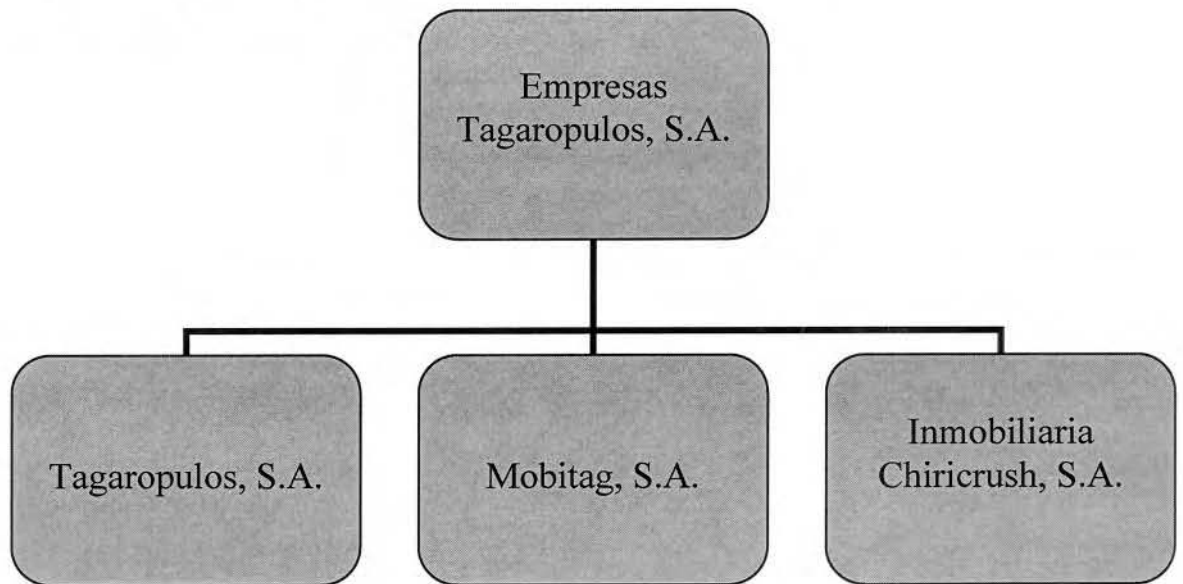 Empresas
Tagaropulos, S.A.
Tagaropulos, S.A.
Mobitag, S.A.
Inmobiliaria
Chiricrush, S.A.